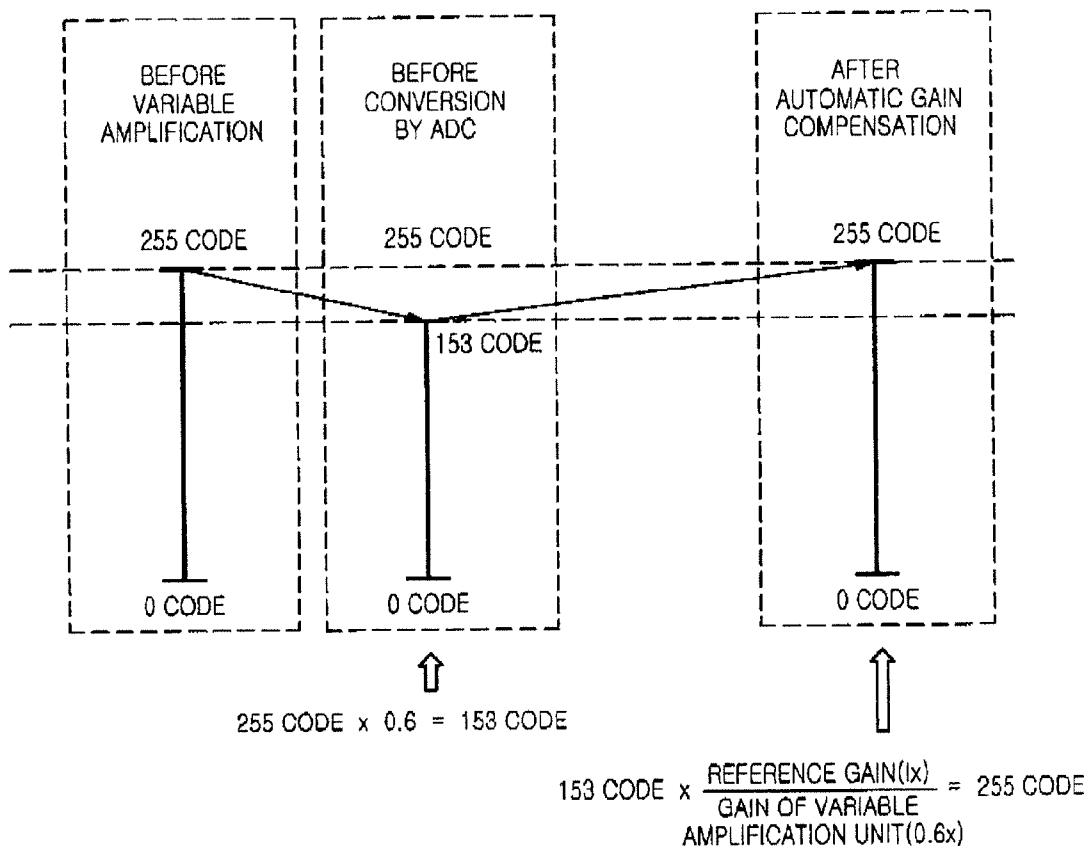 BEFORE
VARIABLE
AMPLIFICATION
BEFORE
CONVERSION
BY ADC
AFTER
AUTOMATIC GAIN
COMPENSATION
255 CODE
255 CODE
255 CODE
153 CODE
0 CODE
0 CODE
0 CODE
255 CODE x 0.6 = 153 CODE
153 CODE x REFERENCE GAIN(Ix) = 255 CODE
GAIN OF VARIABLE
AMPLIFICATION UNIT(0.6x)